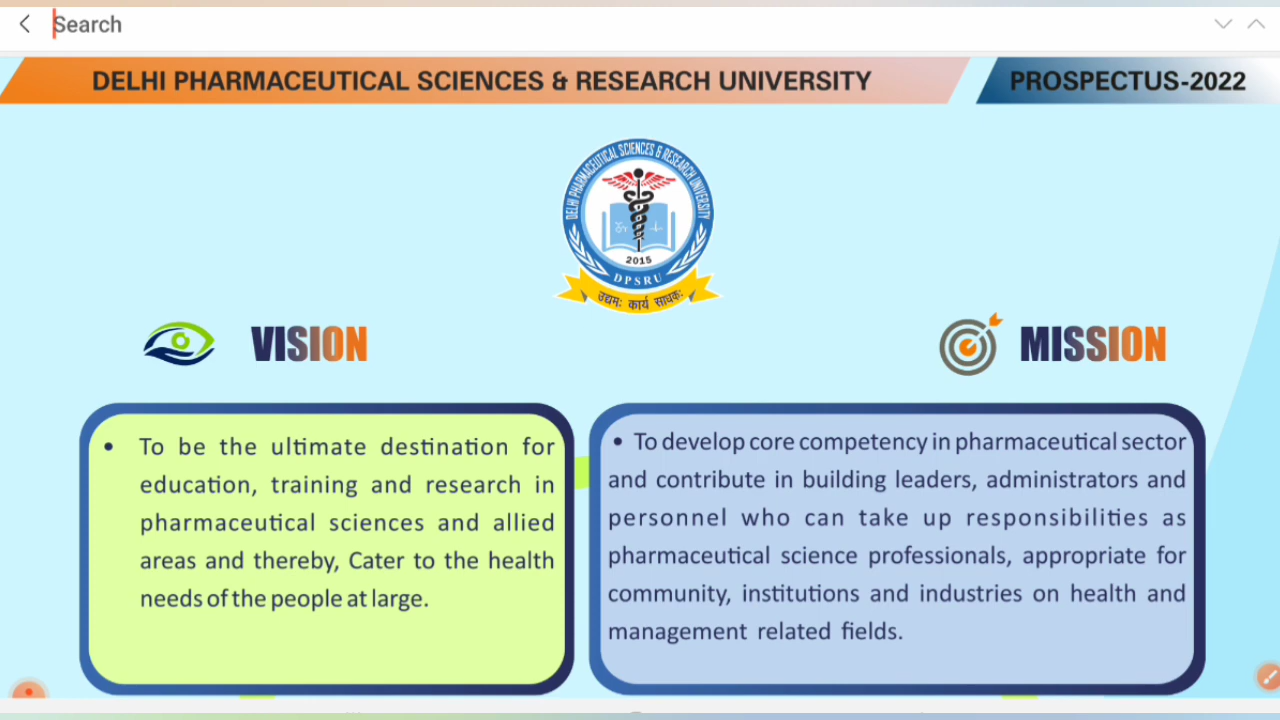 Search
DELHI PHARMACEUTICAL SCIENCES & RESEARCH UNIVERSITY
PROSPECTUS-2022
DELHI PHARMACEUTICAL SCIENCES & RESEARCH UNIVERSITY
2015
DPSRU
उद्यमः कार्य साधकः
VISION
MISSION
• To be the ultimate destination for
education, training and research in
pharmaceutical sciences and allied
areas and thereby, Cater to the health
needs of the people at large.
• To develop core competency in pharmaceutical sector
and contribute in building leaders, administrators and
personnel who can take up responsibilities as
pharmaceutical science professionals, appropriate for
community, institutions and industries on health and
management related fields.